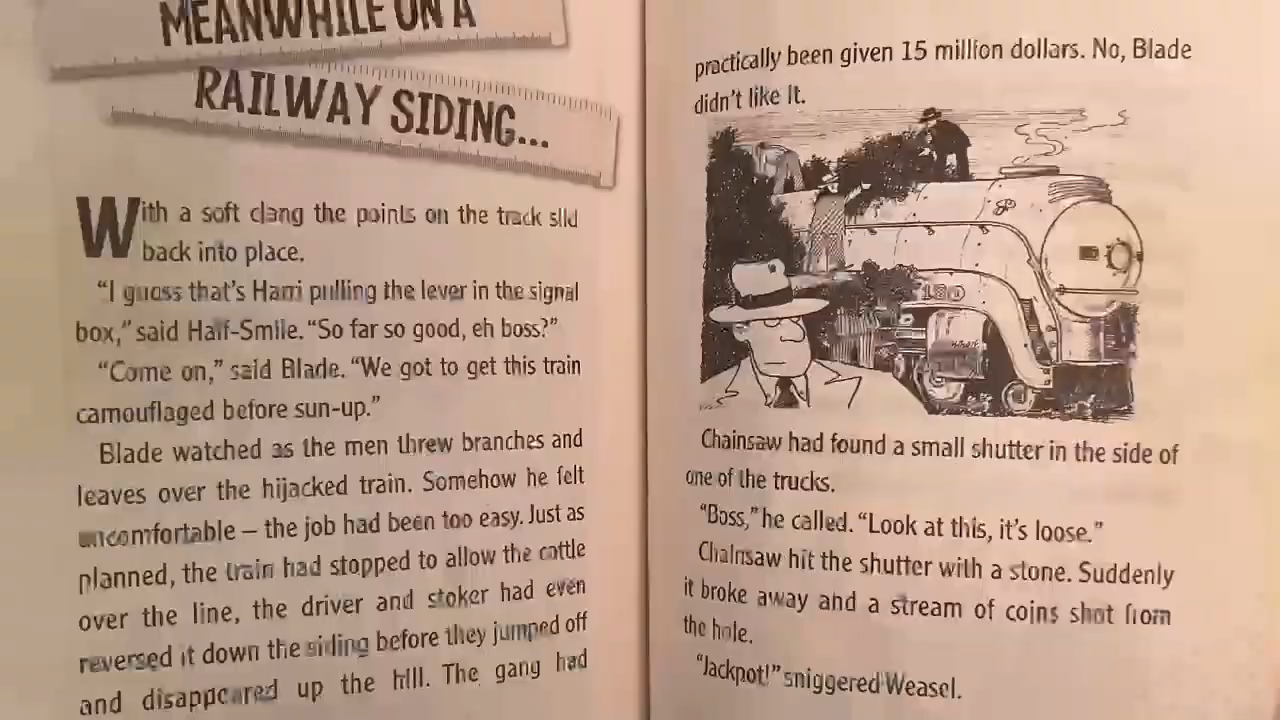 MEANWHILE ON A
RAILWAY SIDING...
With a soft clang the points on the track slid
back into place.
“I guess that’s Harri pulling the lever in the signal
box,” said Half-Smile. “So far so good, eh boss?”
“Come on,” said Blade. “We got to get this train
camouflaged before sun-up.”
Blade watched as the men threw branches and
leaves over the hijacked train. Somehow he felt
uncomfortable – the job had been too easy. Just as
planned, the train had stopped to allow the cattle
over the line, the driver and stoker had even
reversed it down the siding before they jumped off
and disappeared up the hill. The gang had
practically been given 15 million dollars. No, Blade
didn’t like it.
180
Chainsaw had found a small shutter in the side of
one of the trucks.
“Boss,” he called. “Look at this, it’s loose.”
Chainsaw hit the shutter with a stone. Suddenly
it broke away and a stream of coins shot from
the hole.
“Jackpot!” sniggered Weasel.